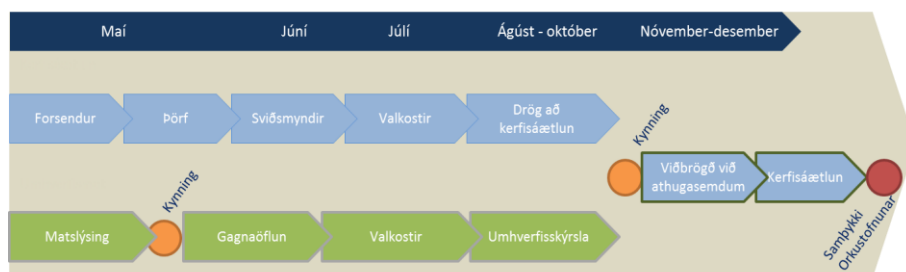 Maí
Júní
Júlí
Ágúst - október
Nóvember-desember
Forsendur
Þörf
Sviðsmyndir
Valkostir
Drög að
kerfisáætlun
Kynning
Viðbrögð við
athugasemdum
Kerfisáætlun
Samþykki
Orkustofnunar
Kynning
Matslýsing
Gagnaöflun
Valkostir
Umhverfisskýrsla